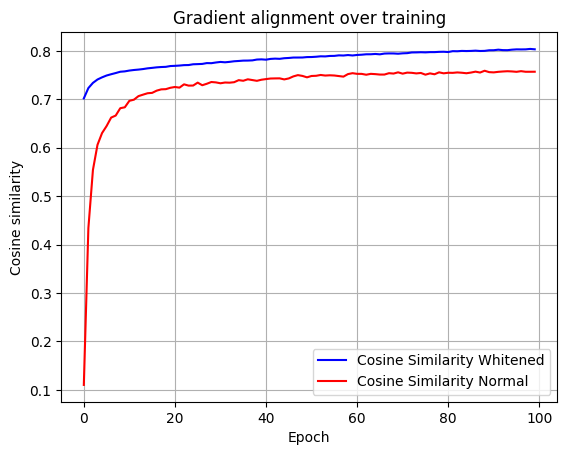 Gradient alignment over training
Cosine similarity
0.8
0.7
0.6
0.5
0.4
0.3
0.2
0.1
0 20 40 60 80 100
Epoch
Cosine Similarity Whitened
Cosine Similarity Normal